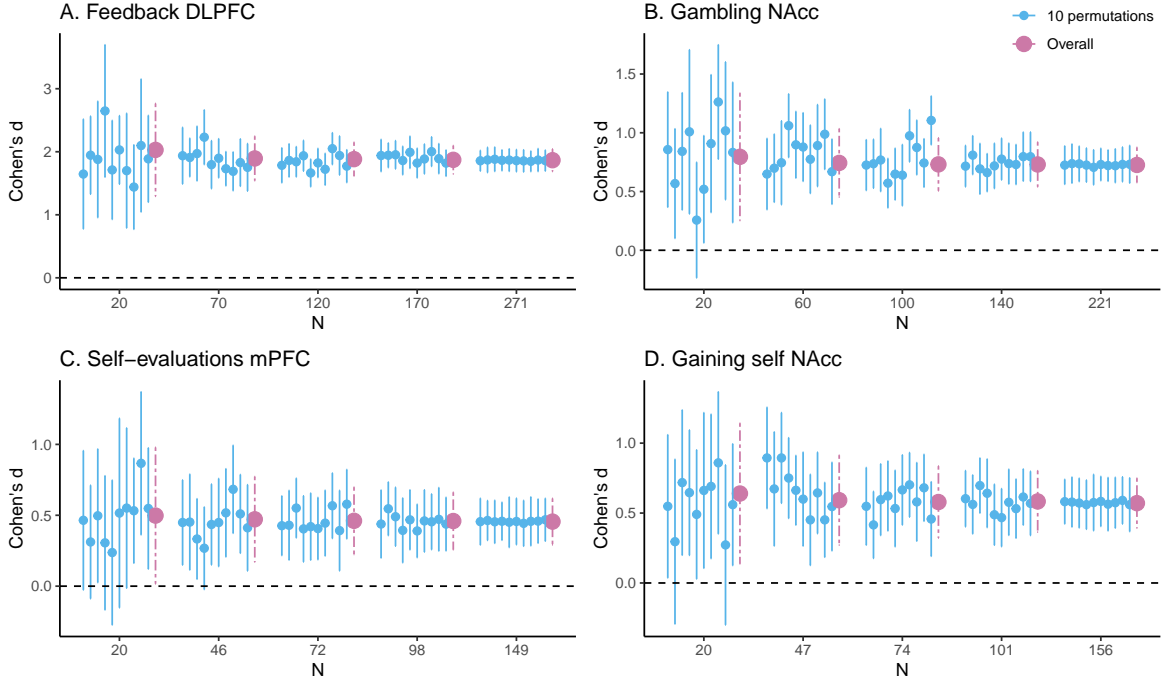 A. Feedback DLPFC
Cohen's d
3
2
1
0
20 70 120 170 271
N
B. Gambling NAcc
10 permutations
Overall
Cohen's d
1.5
1.0
0.5
0.0
20 60 100 140 221
N
C. Self−evaluations mPFC
Cohen's d
1.0
0.5
0.0
20 46 72 98 149
N
D. Gaining self NAcc
Cohen's d
1.0
0.5
0.0
20 47 74 101 156
N